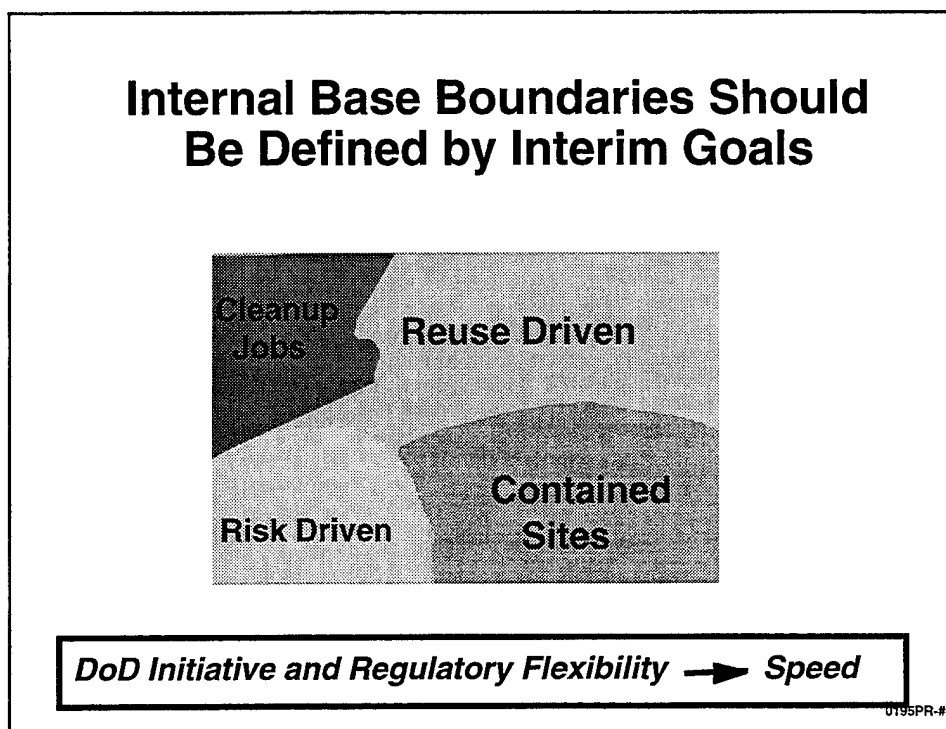 Internal Base Boundaries Should
Be Defined by Interim Goals
Cleanup
Jobs
Reuse Driven
Contained
Sites
Risk Driven
DoD Initiative and Regulatory Flexibility → Speed
0195PR-#